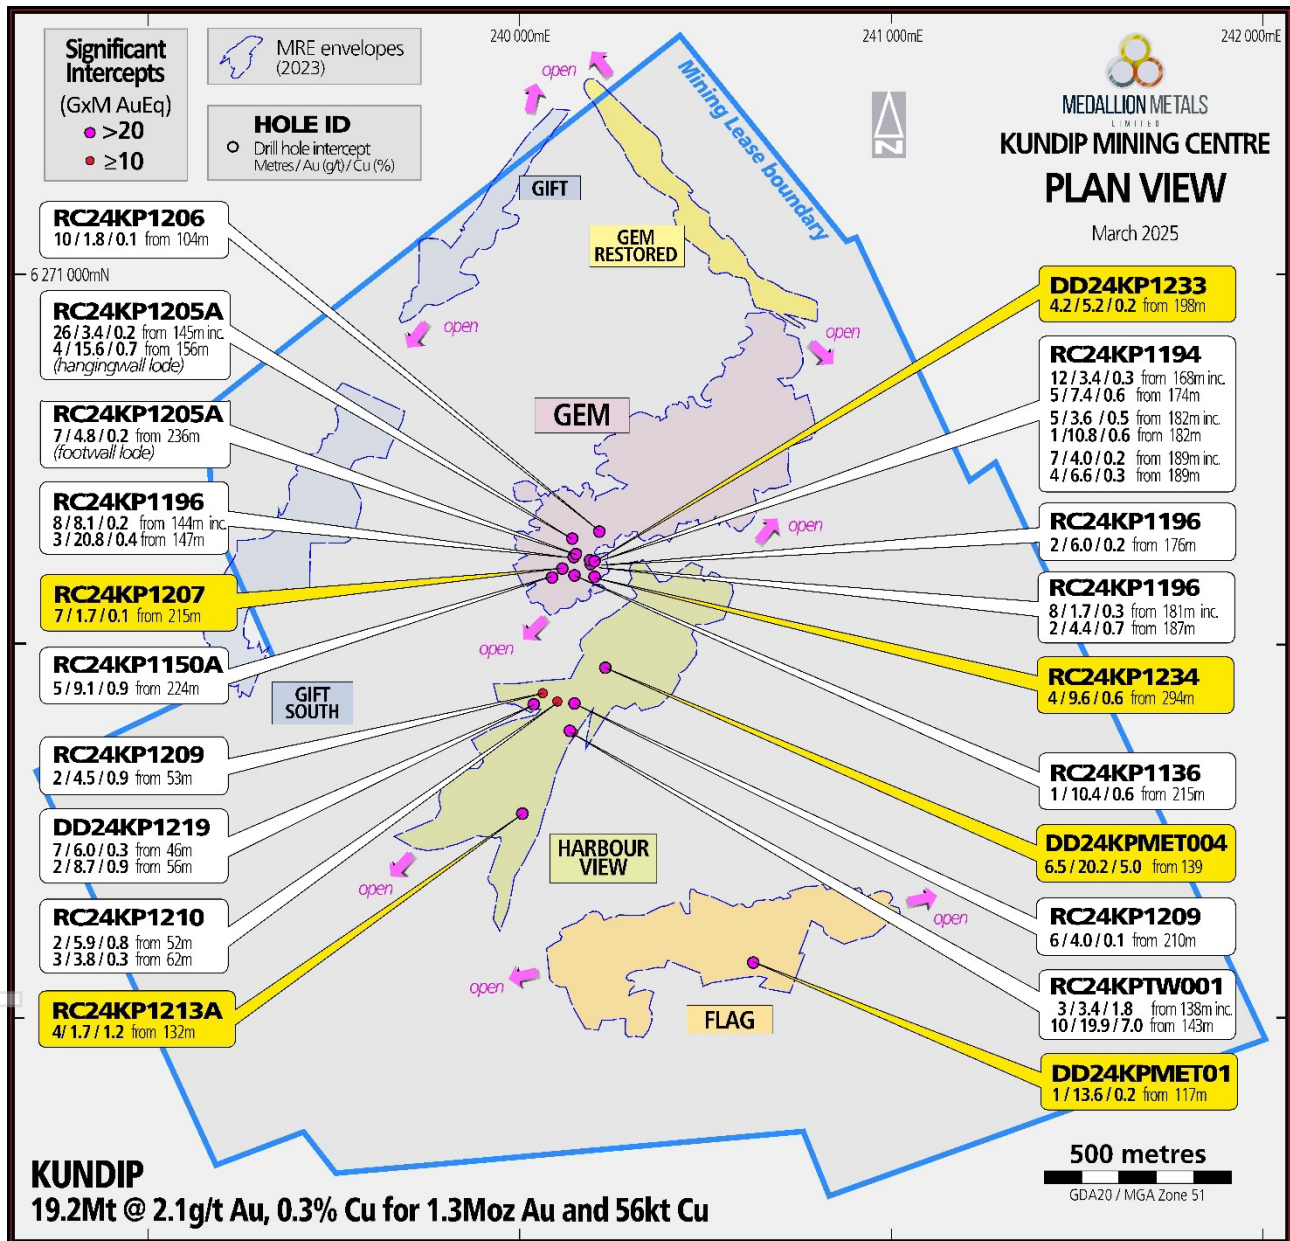 240 000mE
241 000mE
242 000mE
Significant
Intercepts
(GxM AuEq)
>20
≥10
MRE envelopes
(2023)
HOLE ID
Drill hole intercept
Metres / Au (g/t) / Cu (%)
open
open
Mining Lease boundary
N
MEDALLION METALS
LIMITED
KUNDIP MINING CENTRE
PLAN VIEW
March 2025
GIFT
GEM
RESTORED
6 271 000mN
open
open
GEM
open
open
GIFT
SOUTH
HARBOUR
VIEW
open
open
open
FLAG
RC24KP1206
10 / 1.8 / 0.1 from 104m
RC24KP1205A
26 / 3.4 / 0.2 from 145m inc.
4 / 15.6 / 0.7 from 156m
(hangingwall lode)
RC24KP1205A
7 / 4.8 / 0.2 from 236m
(footwall lode)
RC24KP1196
8 / 8.1 / 0.2 from 144m inc.
3 / 20.8 / 0.4 from 147m
RC24KP1207
7 / 1.7 / 0.1 from 215m
RC24KP1150A
5 / 9.1 / 0.9 from 224m
RC24KP1209
2 / 4.5 / 0.9 from 53m
DD24KP1219
7 / 6.0 / 0.3 from 46m
2 / 8.7 / 0.9 from 56m
RC24KP1210
2 / 5.9 / 0.8 from 52m
3 / 3.8 / 0.3 from 62m
RC24KP1213A
4/ 1.7 / 1.2 from 132m
DD24KP1233
4.2 / 5.2 / 0.2 from 198m
RC24KP1194
12 / 3.4 / 0.3 from 168m inc.
5 / 7.4 / 0.6 from 174m
5 / 3.6 / 0.5 from 182m inc.
1 /10.8 / 0.6 from 182m
7 / 4.0 / 0.2 from 189m inc.
4 / 6.6 / 0.3 from 189m
RC24KP1196
2 / 6.0 / 0.2 from 176m
RC24KP1196
8 / 1.7 / 0.3 from 181m inc.
2 / 4.4 / 0.7 from 187m
RC24KP1234
4 / 9.6 / 0.6 from 294m
RC24KP1136
1 / 10.4 / 0.6 from 215m
DD24KPMET004
6.5 / 20.2 / 5.0 from 139
RC24KP1209
6 / 4.0 / 0.1 from 210m
RC24KPTW001
3 / 3.4 / 1.8 from 138m inc.
10 / 19.9 / 7.0 from 143m
DD24KPMET01
1 / 13.6 / 0.2 from 117m
500 metres
GDA20 / MGA Zone 51
KUNDIP
19.2Mt @ 2.1g/t Au, 0.3% Cu for 1.3Moz Au and 56kt Cu